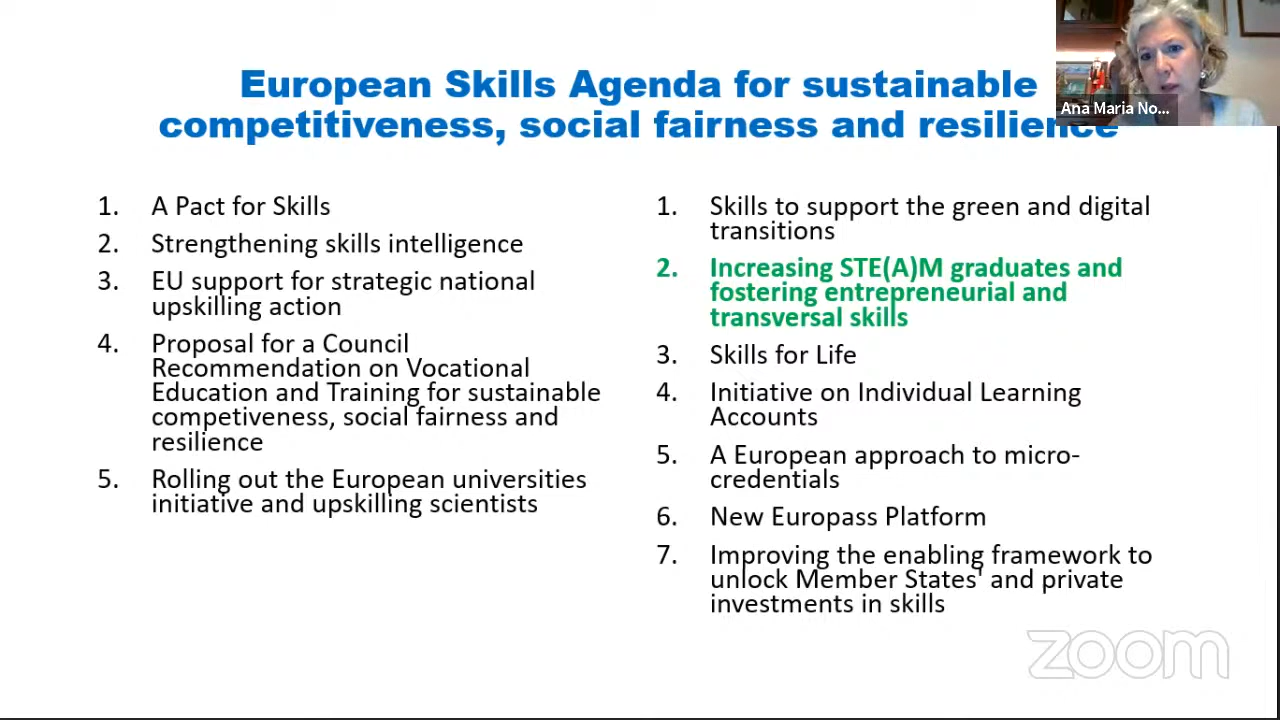 European Skills Agenda for sustainable
competitiveness, social fairness and resilience
Ana Maria No...
1. A Pact for Skills
2. Strengthening skills intelligence
3. EU support for strategic national
upskilling action
4. Proposal for a Council
Recommendation on Vocational
Education and Training for sustainable
competiveness, social fairness and
resilience
5. Rolling out the European universities
initiative and upskilling scientists
1. Skills to support the green and digital
transitions
2. Increasing STE(A)M graduates and
fostering entrepreneurial and
transversal skills
3. Skills for Life
4. Initiative on Individual Learning
Accounts
5. A European approach to micro-
credentials
6. New Europass Platform
7. Improving the enabling framework to
unlock Member States' and private
investments in skills
zoom